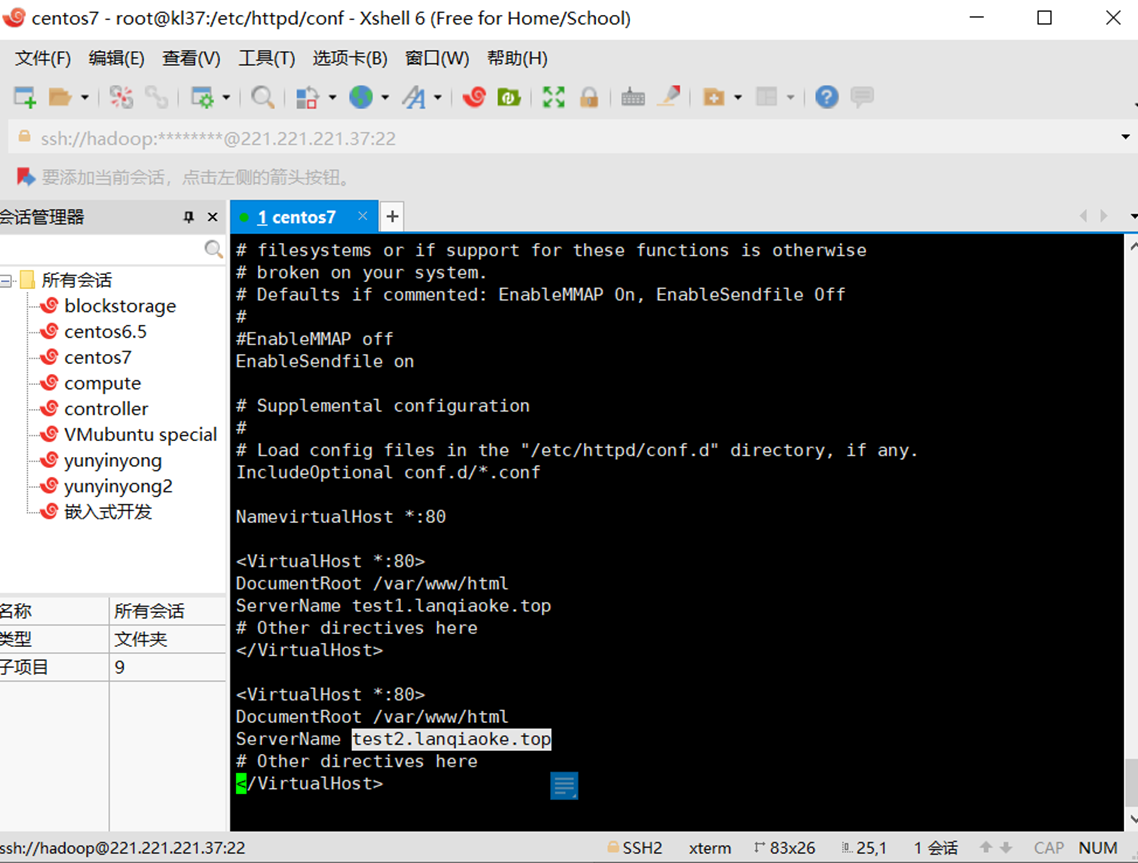 centos7 - root@kl37:/etc/httpd/conf - Xshell 6 (Free for Home/School)
文件(F) 编辑(E) 查看(V) 工具(T) 选项卡(B) 窗口(W) 帮助(H)
ssh://hadoop:********@221.221.221.37:22
要添加当前会话，点击左侧的箭头按钮。
会话管理器
1 centos7
所有会话
blockstorage
centos6.5
centos7
compute
controller
VMubuntu special
yunyinyong
yunyinyong2
嵌入式开发
名称 所有会话
类型 文件夹
子项目 9
# filesystems or if support for these functions is otherwise
# broken on your system.
# Defaults if commented: EnableMMAP On, EnableSendfile Off
#
#EnableMMAP off
EnableSendfile on
# Supplemental configuration
#
# Load config files in the "/etc/httpd/conf.d" directory, if any.
IncludeOptional conf.d/*.conf
NamevirtualHost *:80
<VirtualHost *:80>
DocumentRoot /var/www/html
ServerName test1.lanqiaoke.top
# Other directives here
</VirtualHost>
<VirtualHost *:80>
DocumentRoot /var/www/html
ServerName test2.lanqiaoke.top
# Other directives here
</VirtualHost>
ssh://hadoop@221.221.221.37:22 SSH2 xterm 83x26 25,1 1 会话 CAP NUM